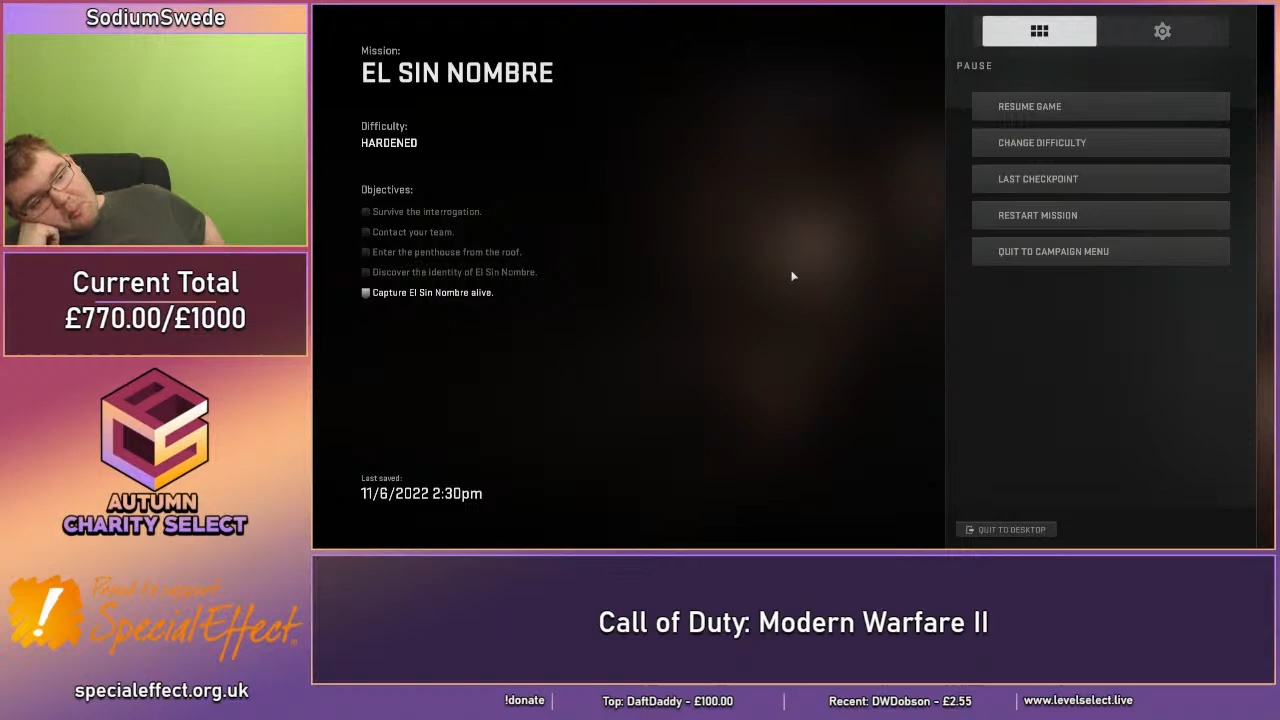 SodiumSwede
Current Total
£770.00/£1000
AUTUMN
CHARITY SELECT
Proud to support
SpecialEffect
specialeffect.org.uk
Mission:
EL SIN NOMBRE
Difficulty:
HARDENED
Objectives:
Survive the interrogation.
Contact your team.
Enter the penthouse from the roof.
Discover the identity of El Sin Nombre.
Capture El Sin Nombre alive.
Last saved:
11/6/2022 2:30pm
PAUSE
RESUME GAME
CHANGE DIFFICULTY
LAST CHECKPOINT
RESTART MISSION
QUIT TO CAMPAIGN MENU
QUIT TO DESKTOP
Call of Duty: Modern Warfare II
!donate | Top: DaftDaddy - £100.00 | Recent: DWDobson - £2.55 | www.levelselect.live